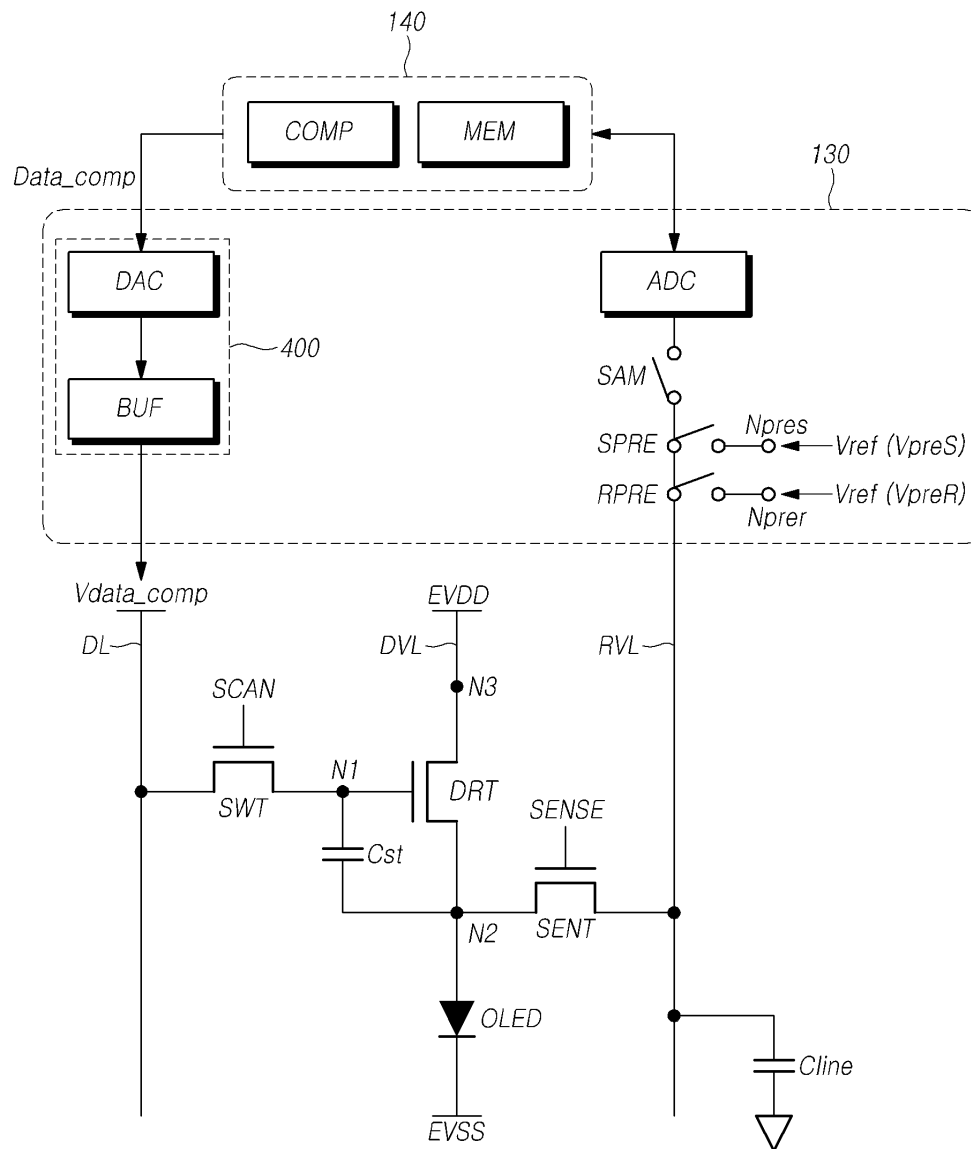 140
COMP
MEM
Data_comp
130
DAC
ADC
400
SAM
BUF
Npres
SPRE
Vref (VpreS)
RPRE
Vref (VpreR)
Nprer
Vdata_comp
EVDD
DL
DVL
RVL
SCAN
N3
N1
DRT
SWT
SENSE
Cst
N2
SENT
OLED
Cline
EVSS